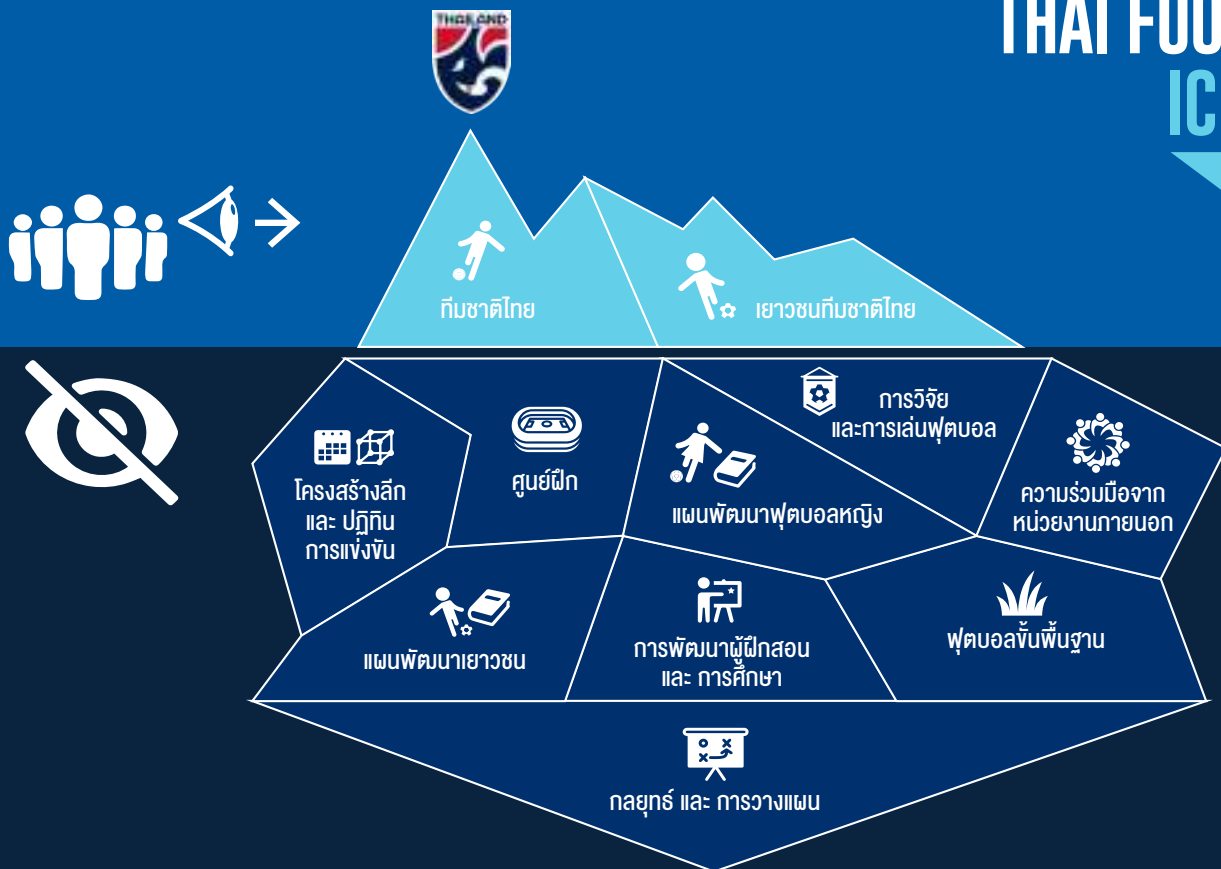 THAILAND
THAI FOO
IC
ทีมชาติไทย
เยาวชนทีมชาติไทย
การวิจัย
และการเล่นฟุตบอล
ศูนย์ฝึก
โครงสร้างลีก
และ ปฏิทิน
การแข่งขัน
แผนพัฒนาฟุตบอลหญิง
ความร่วมมือจาก
หน่วยงานภายนอก
แผนพัฒนาเยาวชน
การพัฒนาผู้ฝึกสอน
และ การศึกษา
ฟุตบอลขั้นพื้นฐาน
กลยุทธ์ และ การวางแผน